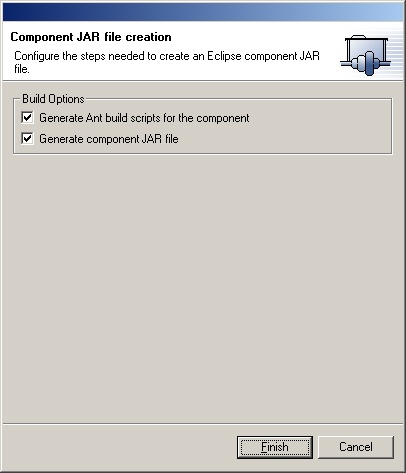 Component JAR file creation
Configure the steps needed to create an Eclipse component JAR
file.
Build Options
Generate Ant build scripts for the component
Generate component JAR file
Finish
Cancel